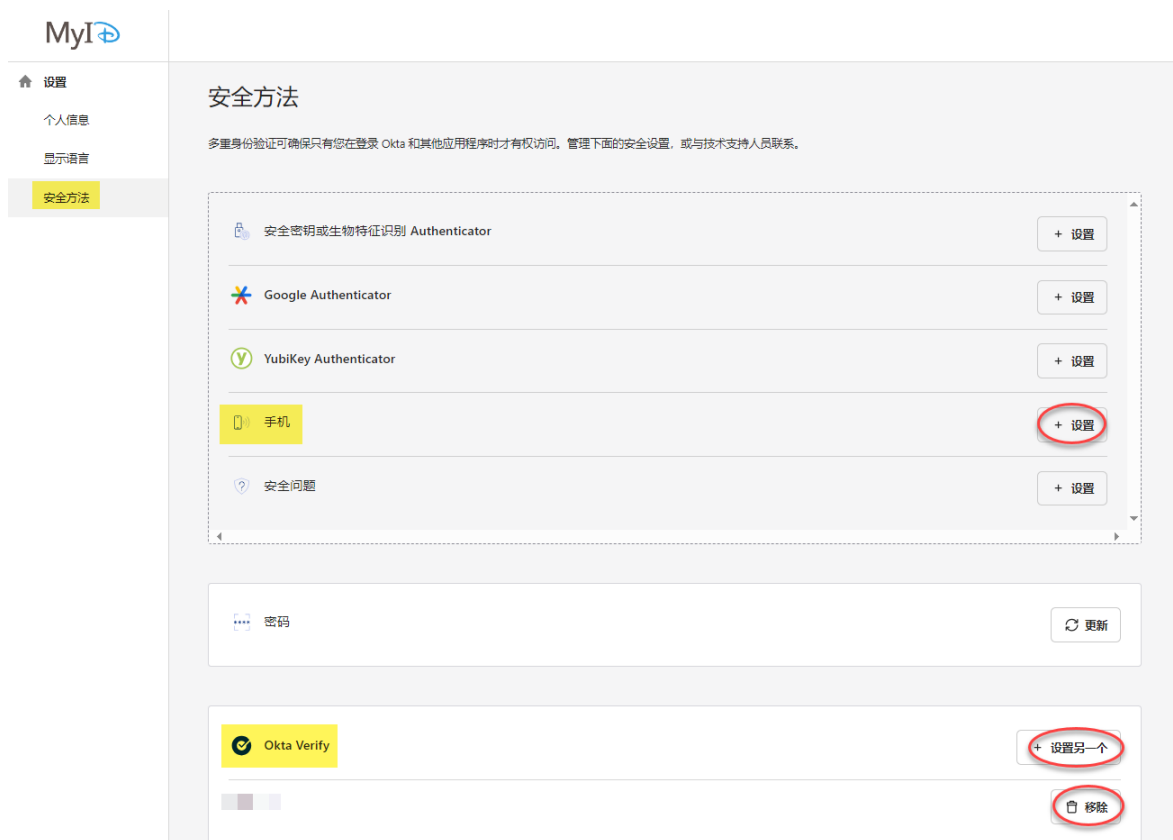 MyID
设置
个人信息
显示语言
安全方法
安全方法
多重身份验证可确保只有您在登录 Okta 和其他应用程序时才有权访问。管理下面的安全设置，或与技术支持人员联系。
安全密钥或生物特征识别 Authenticator
+ 设置
Google Authenticator
+ 设置
YubiKey Authenticator
+ 设置
手机
+ 设置
安全问题
+ 设置
密码
更新
Okta Verify
+ 设置另一个
移除